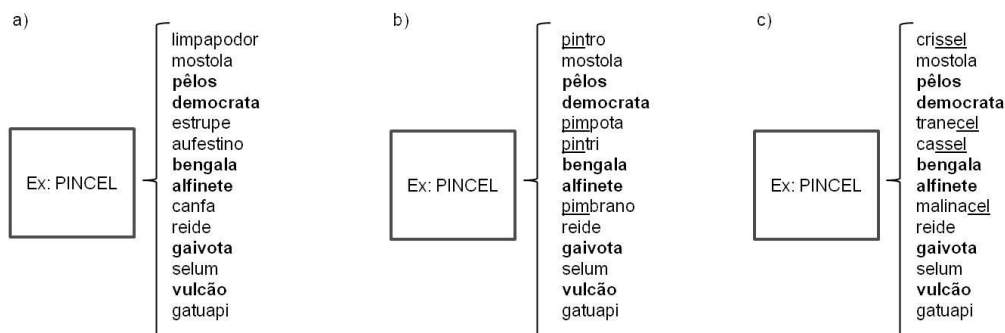 a)
Ex: PINCEL
limpapodor
mostola
pêlos
democrata
estrupe
aufestino
bengala
alfinete
canfa
reide
gaivota
selum
vulcão
gatuapi
b)
Ex: PINCEL
pintro
mostola
pêlos
democrata
pimpota
pintri
bengala
alfinete
pimbrano
reide
gaivota
selum
vulcão
gatuapi
c)
Ex: PINCEL
crissel
mostola
pêlos
democrata
tranecel
cassel
bengala
alfinete
malinacel
reide
gaivota
selum
vulcão
gatuapi